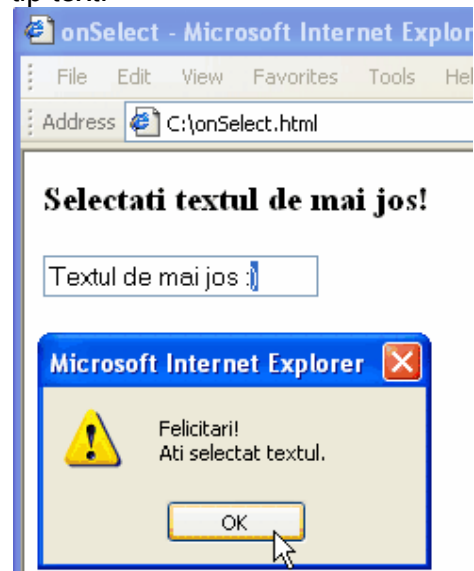 onSelect - Microsoft Internet Explor
File Edit View Favorites Tools Hel
Address C:\onSelect.html
Selectati textul de mai jos!
Textul de mai jos :)
Microsoft Internet Explorer
Felicitari!
Ati selectat textul.
OK